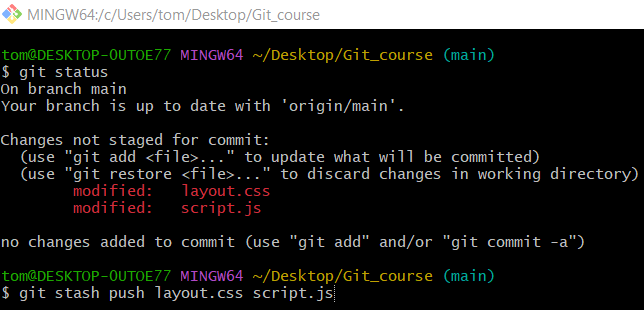 MINGW64:/c/Users/tom/Desktop/Git_course
tom@DESKTOP-OUTOE77 MINGW64 ~/Desktop/Git_course (main)
$ git status
On branch main
Your branch is up to date with 'origin/main'.
Changes not staged for commit:
  (use "git add <file>..." to update what will be committed)
  (use "git restore <file>..." to discard changes in working directory)
        modified:   layout.css
        modified:   script.js
no changes added to commit (use "git add" and/or "git commit -a")
tom@DESKTOP-OUTOE77 MINGW64 ~/Desktop/Git_course (main)
$ git stash push layout.css script.js